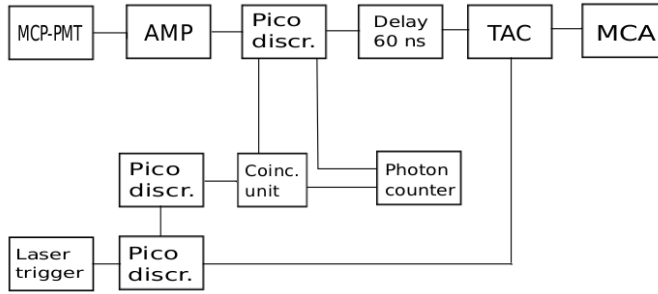 MCP-PMT
AMP
Pico
discr.
Delay
60 ns
TAC
MCA
Pico
discr.
Coinc.
unit
Photon
counter
Laser
trigger
Pico
discr.